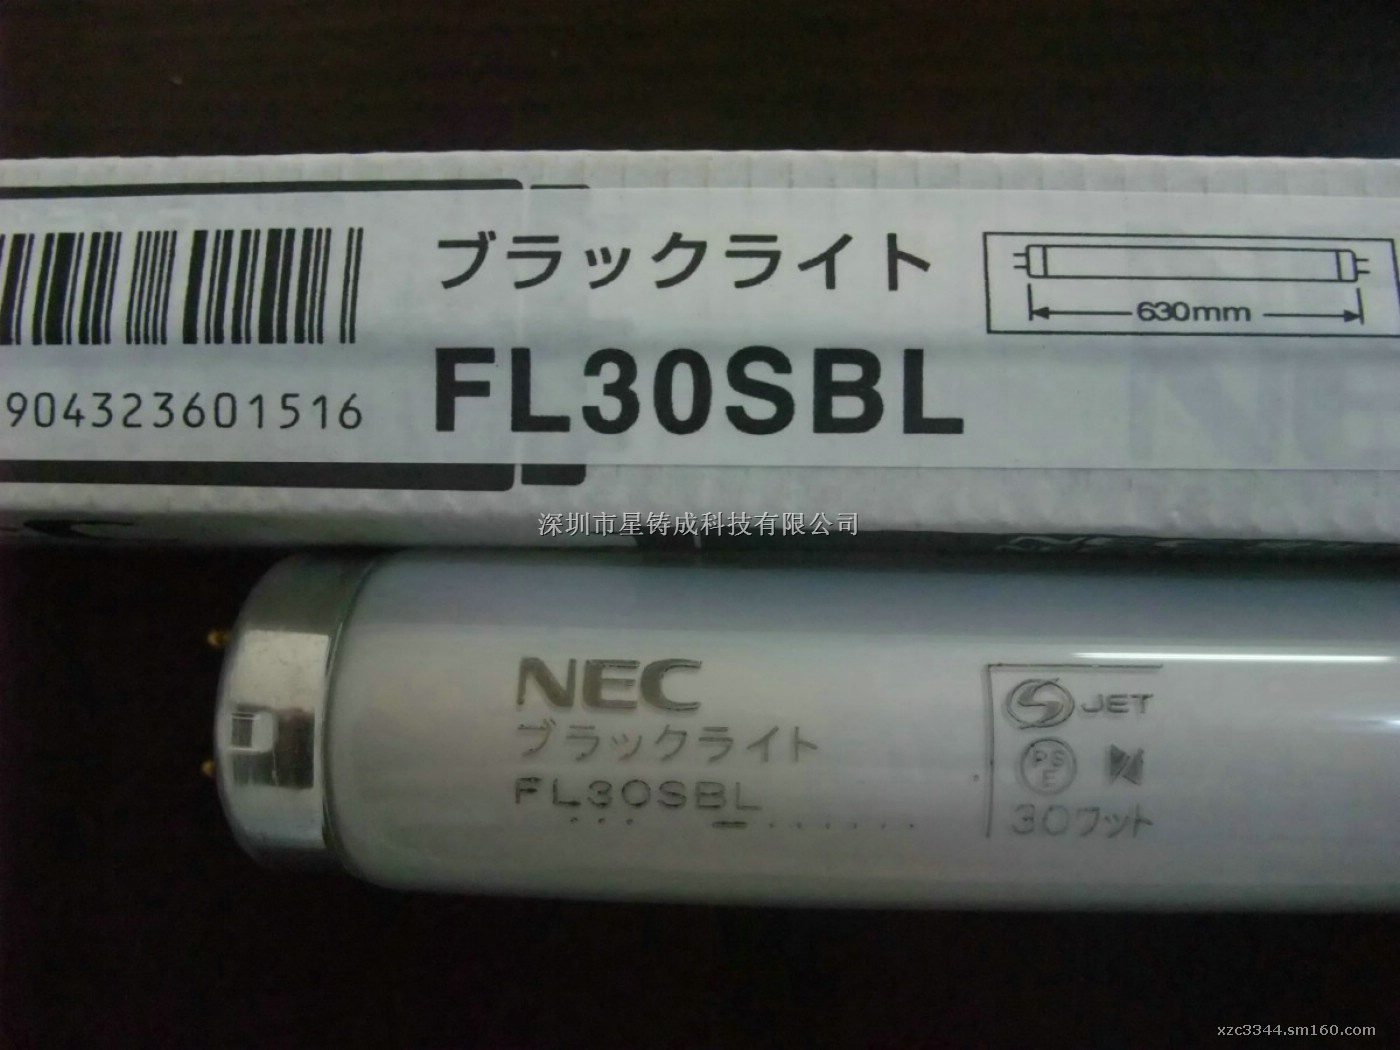 ブラックライト
630mm
FL30SBL
904323601516
深圳市星铸成科技有限公司
NEC
ブラックライト
FL30SBL
JET
PSE
30ワット
xzc3344.sm160.com